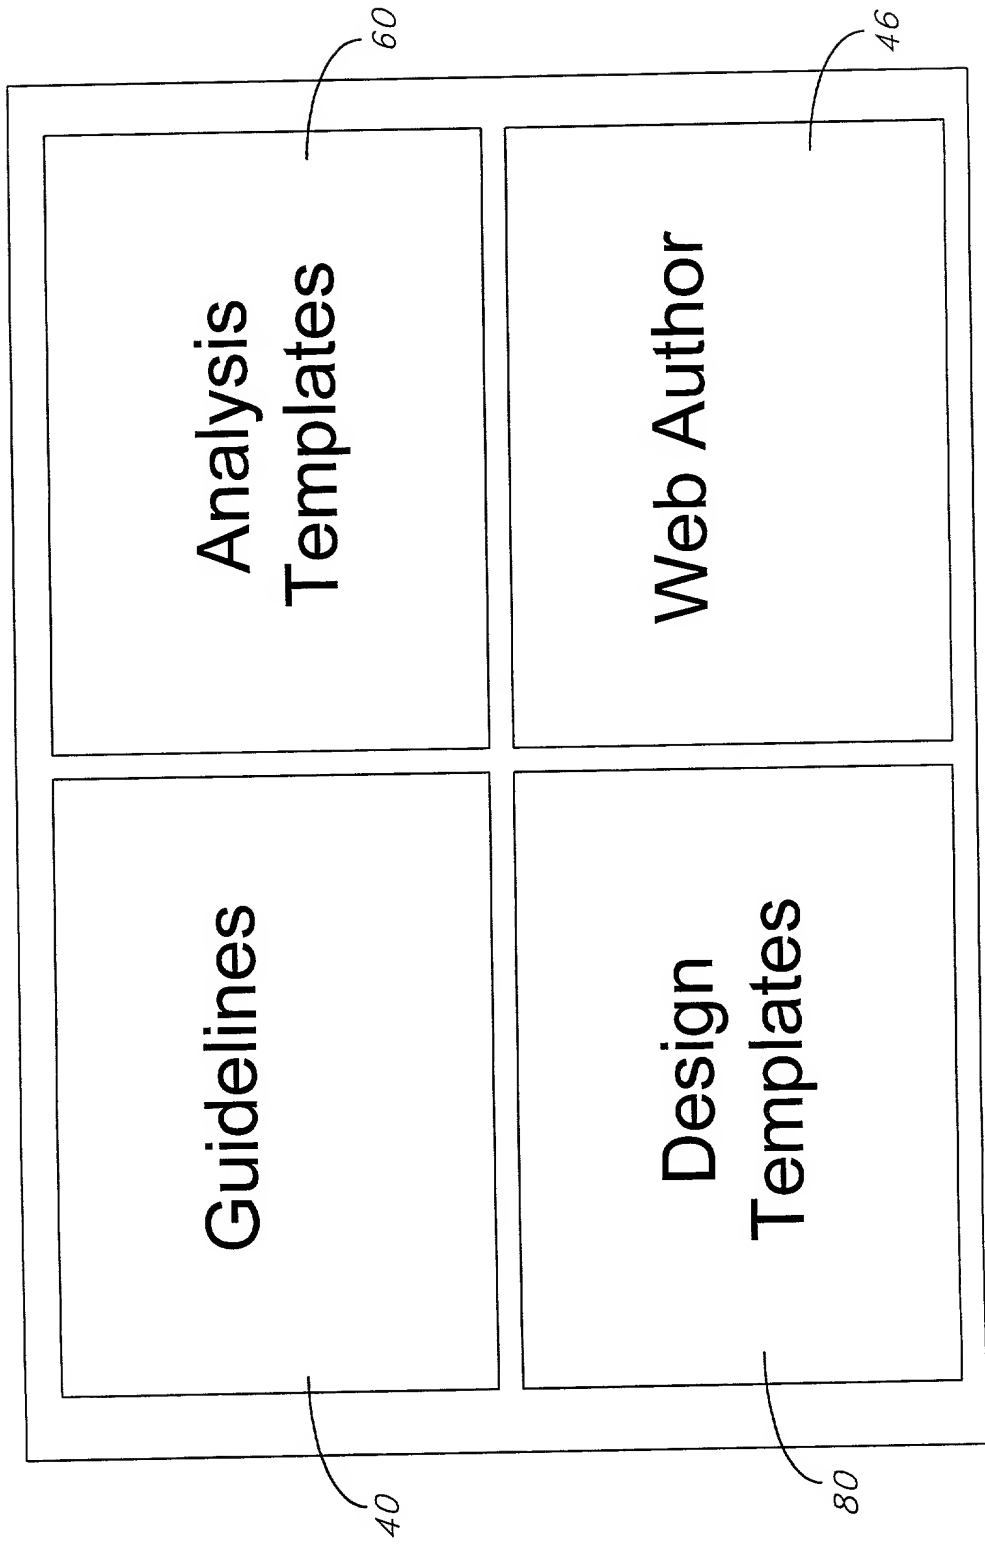 Guidelines
Analysis
Templates
Design
Templates
Web Author
40
60
80
46